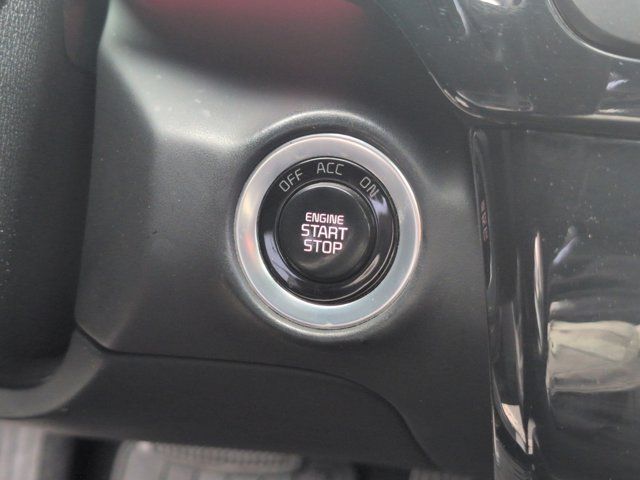 OFF ACC ON
ENGINE
START
STOP